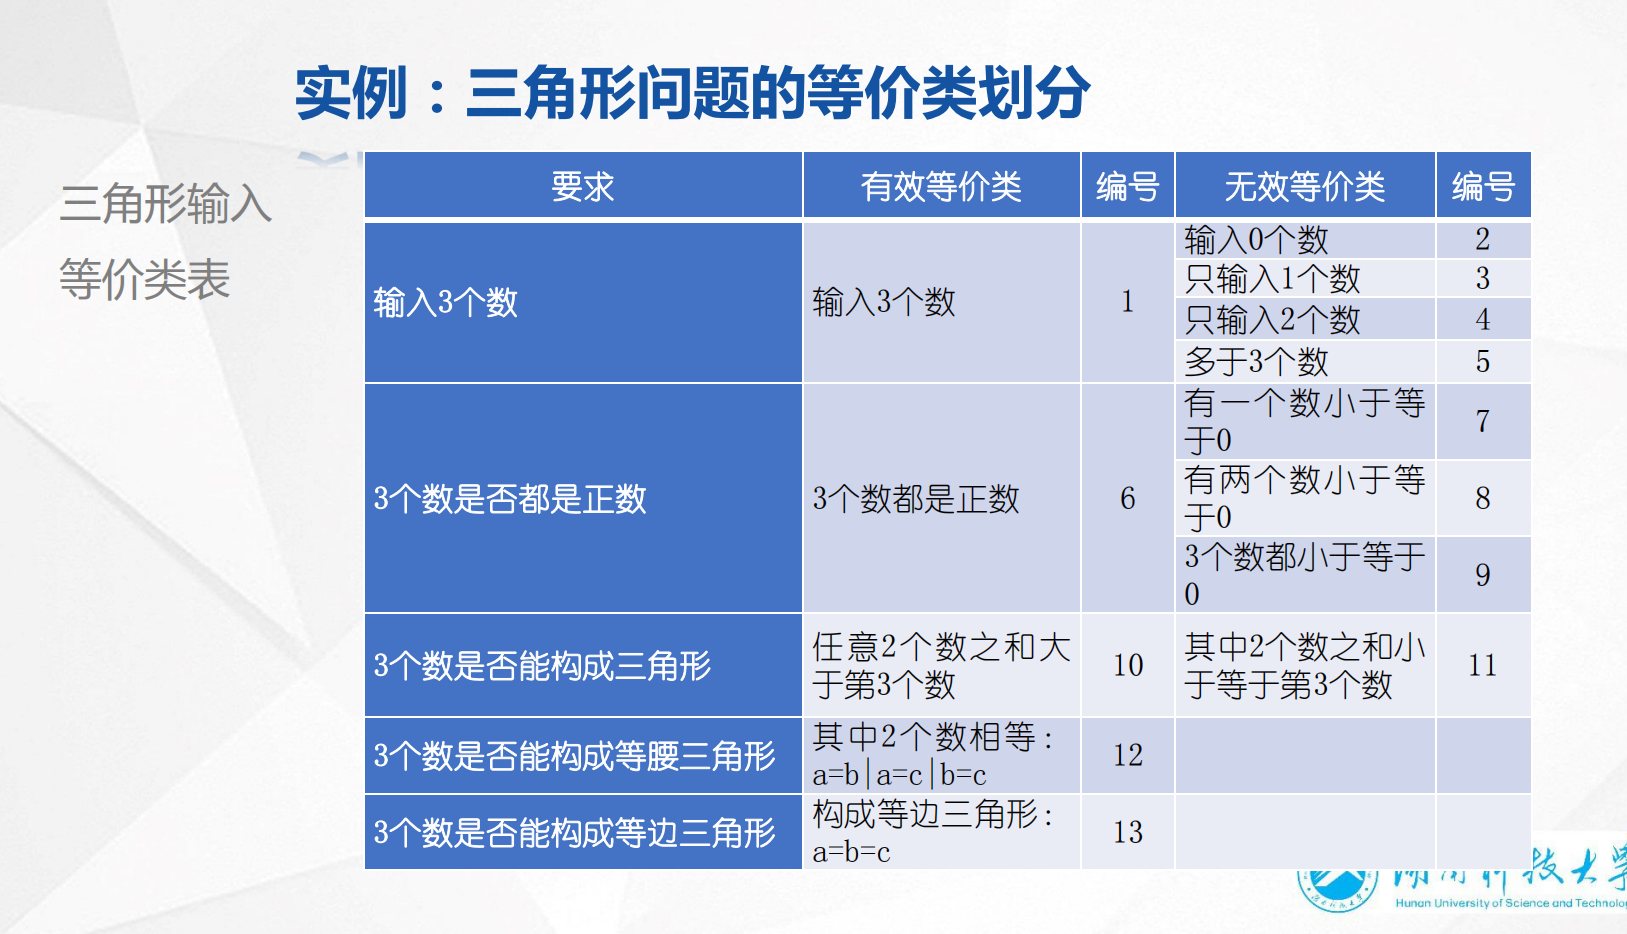 实例：三角形问题的等价类划分
三角形输入
等价类表
要求 有效等价类 编号 无效等价类 编号
输入3个数 输入3个数 1 输入0个数 2
只输入1个数 3
只输入2个数 4
多于3个数 5
3个数是否都是正数 3个数都是正数 6 有一个数小于等
于0 7
有两个数小于等
于0 8
3个数都小于等于
0 9
3个数是否能构成三角形 任意2个数之和大
于第3个数 10 其中2个数之和小
于等于第3个数 11
3个数是否能构成等腰三角形 其中2个数相等：
a=b|a=c|b=c 12
3个数是否能构成等边三角形 构成等边三角形：
a=b=c 13
技大学
Hunan University of Science and Technolog